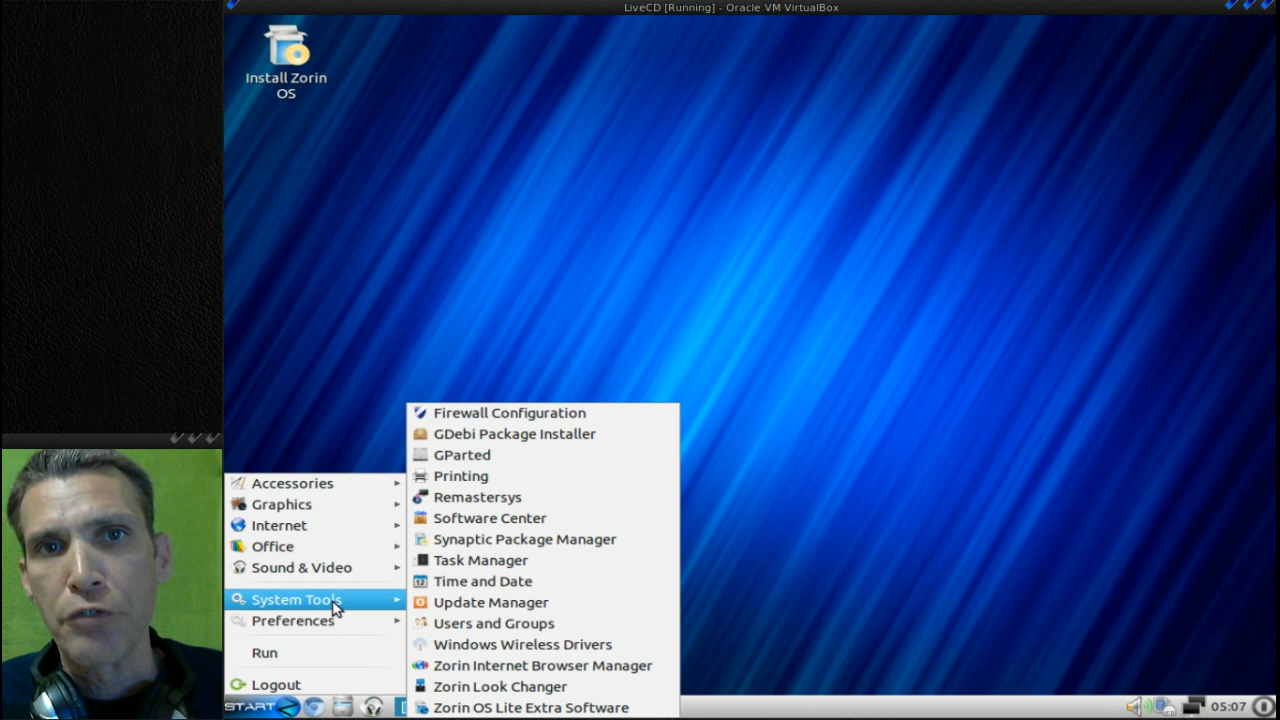 LiveCD [Running] - Oracle VM VirtualBox
Install Zorin
OS
Firewall Configuration
GDebi Package Installer
GParted
Printing
Remastersys
Software Center
Synaptic Package Manager
Task Manager
Time and Date
Update Manager
Users and Groups
Windows Wireless Drivers
Zorin Internet Browser Manager
Zorin Look Changer
Zorin OS Lite Extra Software
Accessories
Graphics
Internet
Office
Sound & Video
System Tools
Preferences
Run
Logout
START
05:07